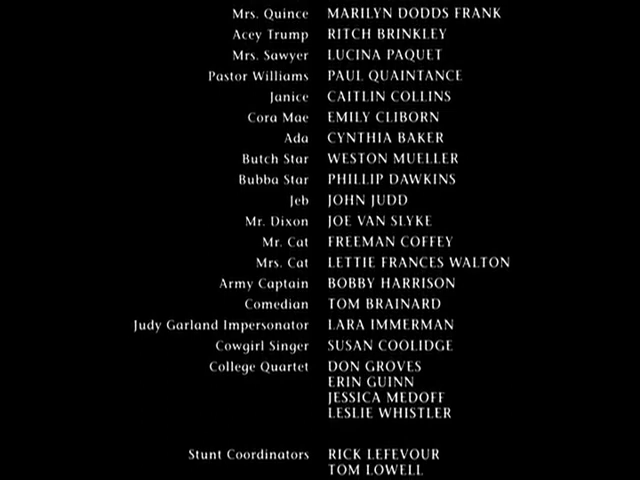 Mrs. Quince MARILYN DODDS FRANK
Acey Trump RITCH BRINKLEY
Mrs. Sawyer LUCINA PAQUET
Pastor Williams PAUL QUAINTANCE
Janice CAITLIN COLLINS
Cora Mae EMILY CLIBORN
Ada CYNTHIA BAKER
Butch Star WESTON MUELLER
Bubba Star PHILLIP DAWKINS
Jeb JOHN JUDD
Mr. Dixon JOE VAN SLYKE
Mr. Cat FREEMAN COFFEY
Mrs. Cat LETTIE FRANCES WALTON
Army Captain BOBBY HARRISON
Comedian TOM BRAINARD
Judy Garland Impersonator LARA IMMERMAN
Cowgirl Singer SUSAN COOLIDGE
College Quartet DON GROVES
ERIN GUINN
JESSICA MEDOFF
LESLIE WHISTLER
Stunt Coordinators RICK LEFEVOUR
TOM LOWELL